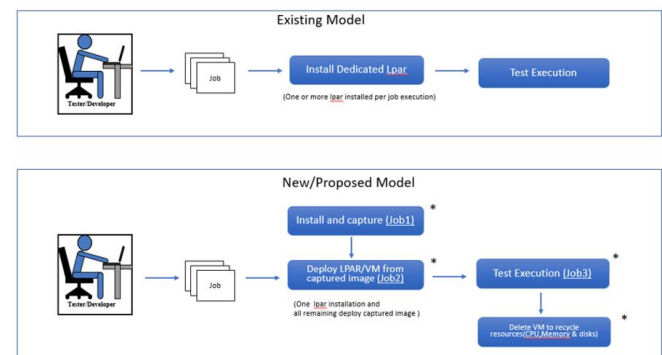 Existing Model
Tester/Developer
Job
Install Dedicated Lpar
(One or more lpar installed per job execution)
Test Execution
New/Proposed Model
Install and capture (Job1)
*
Tester/Developer
Job
Deploy LPAR/VM from
captured image (Job2)
*
(One lpar installation and
all remaining deploy captured image )
Test Execution (Job3)
*
Delete VM to recycle
resources(CPU,Memory & disks)
*